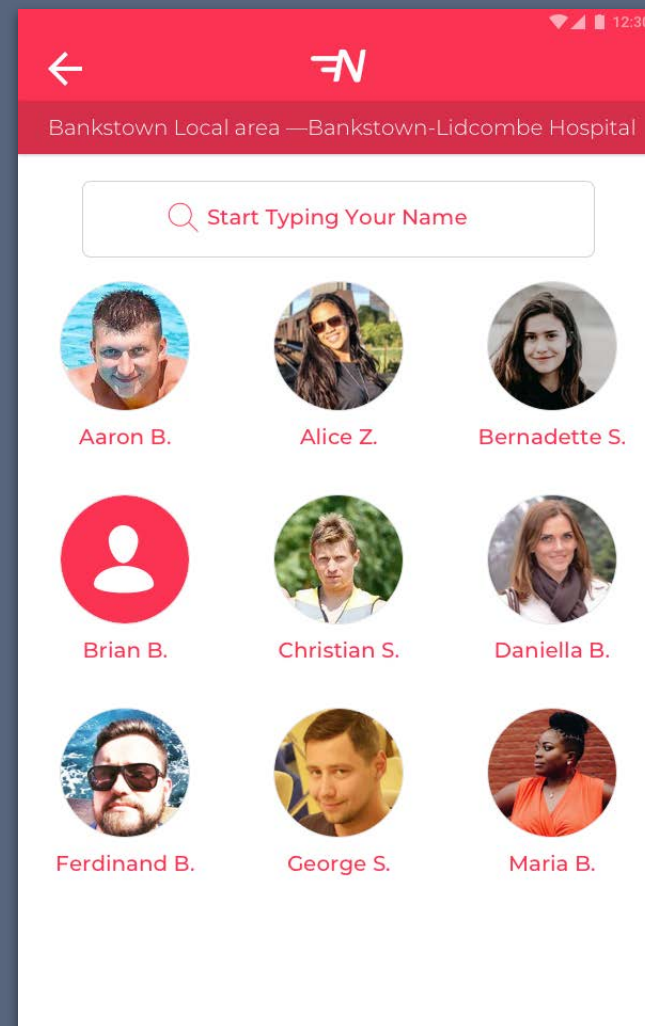 12:30
N
Bankstown Local area —Bankstown-Lidcombe Hospital
Start Typing Your Name
Aaron B. Alice Z. Bernadette S.
Brian B. Christian S. Daniella B.
Ferdinand B. George S. Maria B.